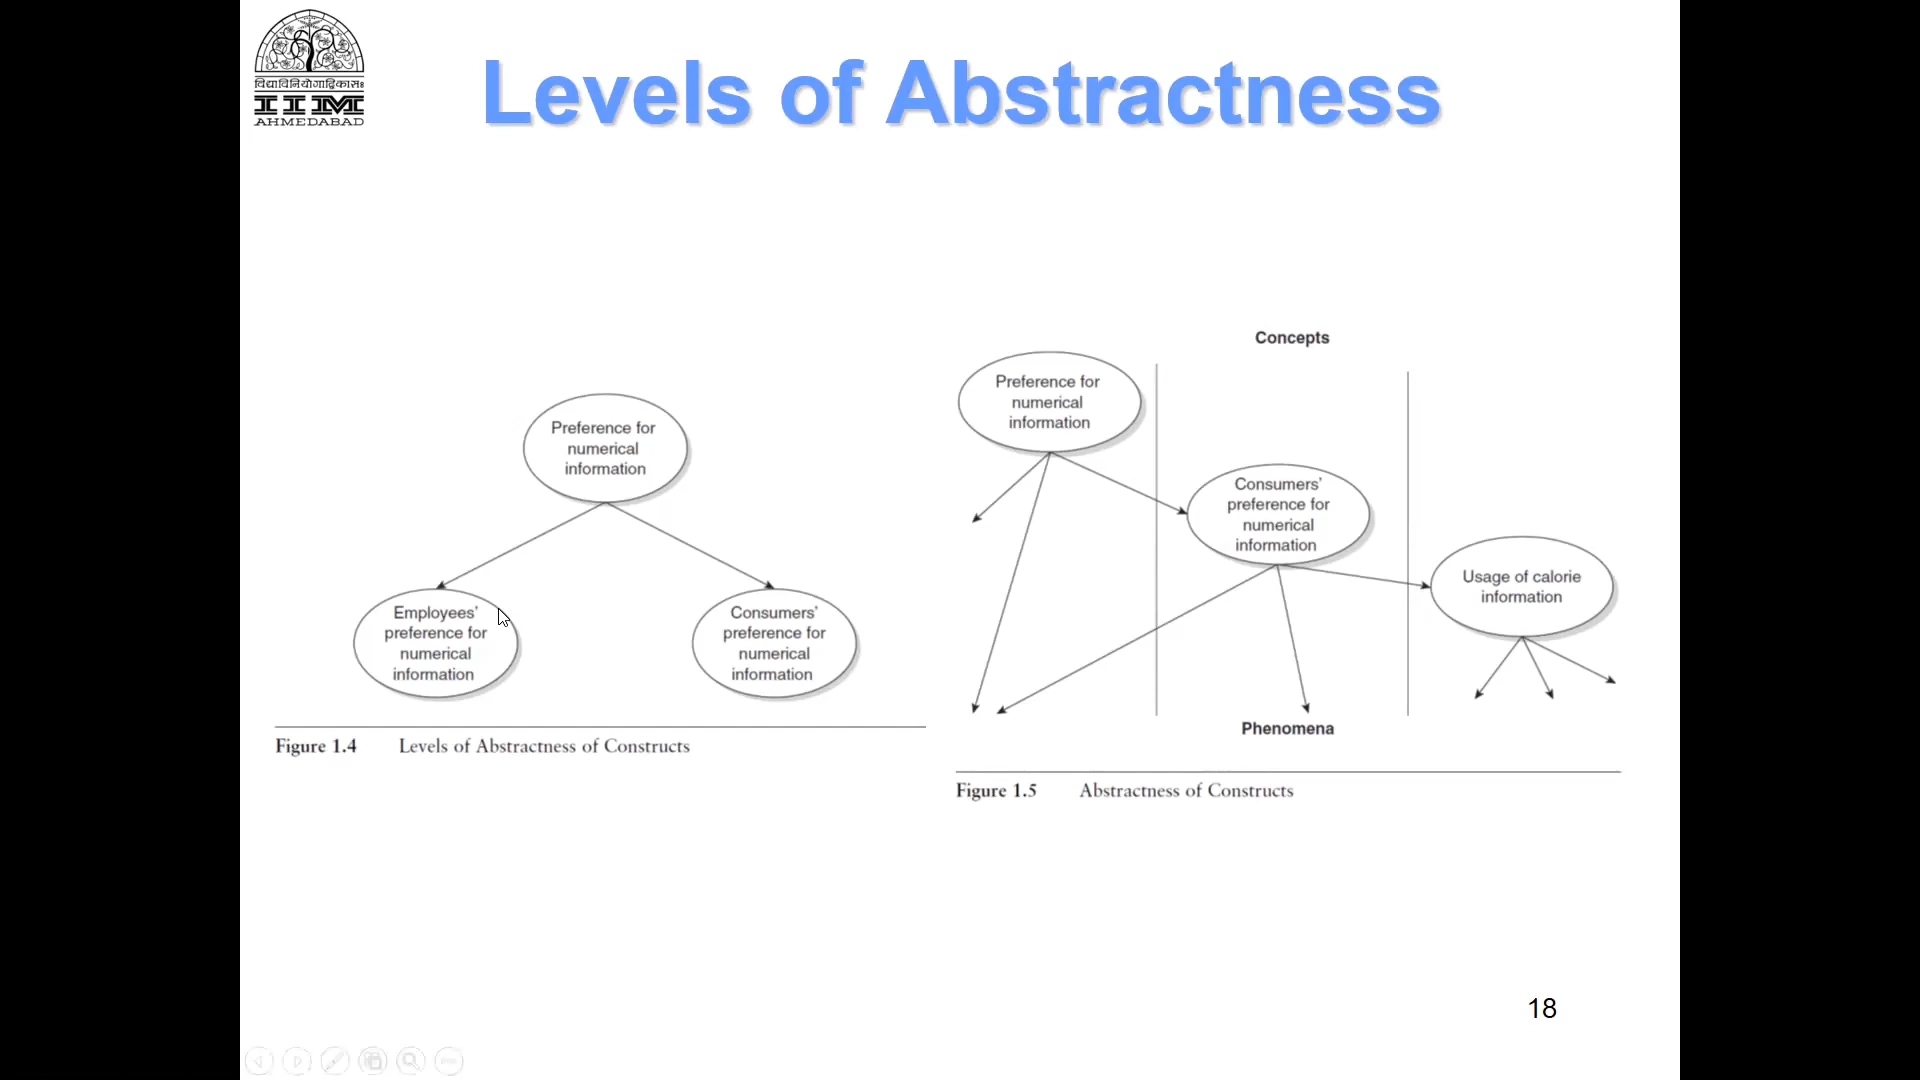 विद्याविनियोगाद्विकासः
IIM
AHMEDABAD
Levels of Abstractness
Preference for
numerical
information
Employees’
preference for
numerical
information
Consumers’
preference for
numerical
information
Figure 1.4 Levels of Abstractness of Constructs
Concepts
Preference for
numerical
information
Consumers’
preference for
numerical
information
Usage of calorie
information
Phenomena
Figure 1.5 Abstractness of Constructs
18